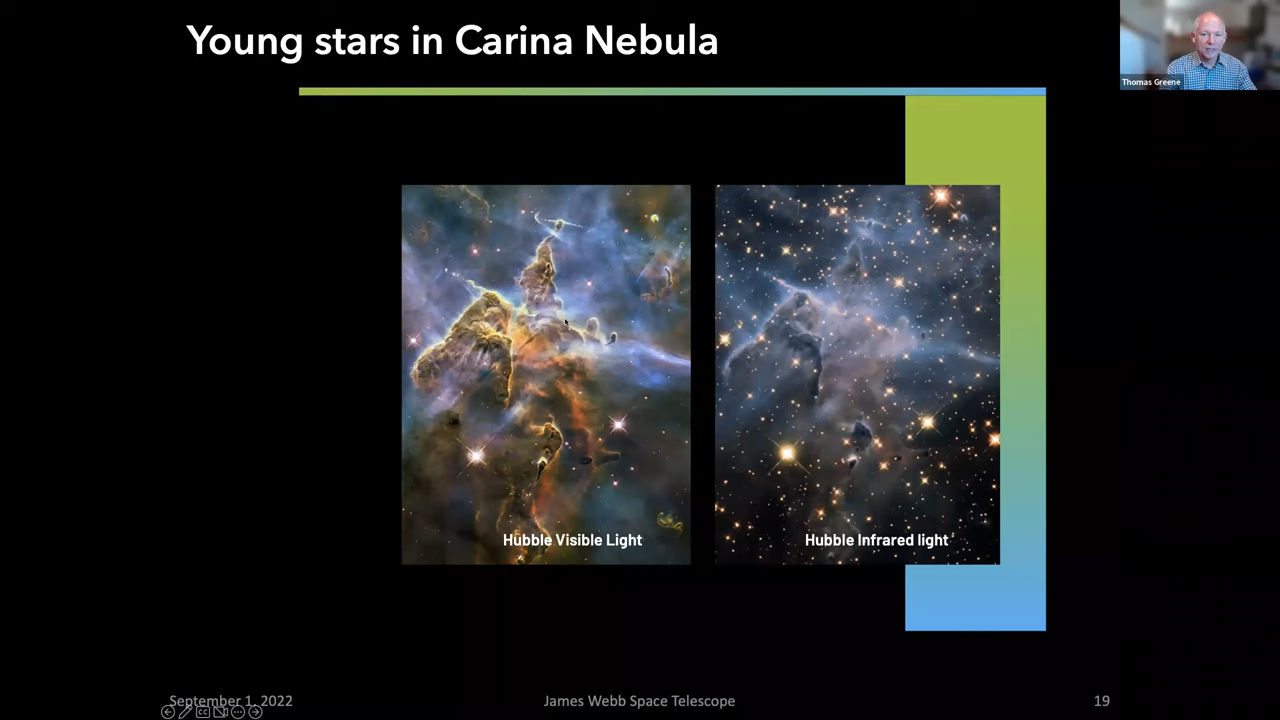 Young stars in Carina Nebula
Thomas Greene
Hubble Visible Light
Hubble Infrared light
September 1, 2022
James Webb Space Telescope
19